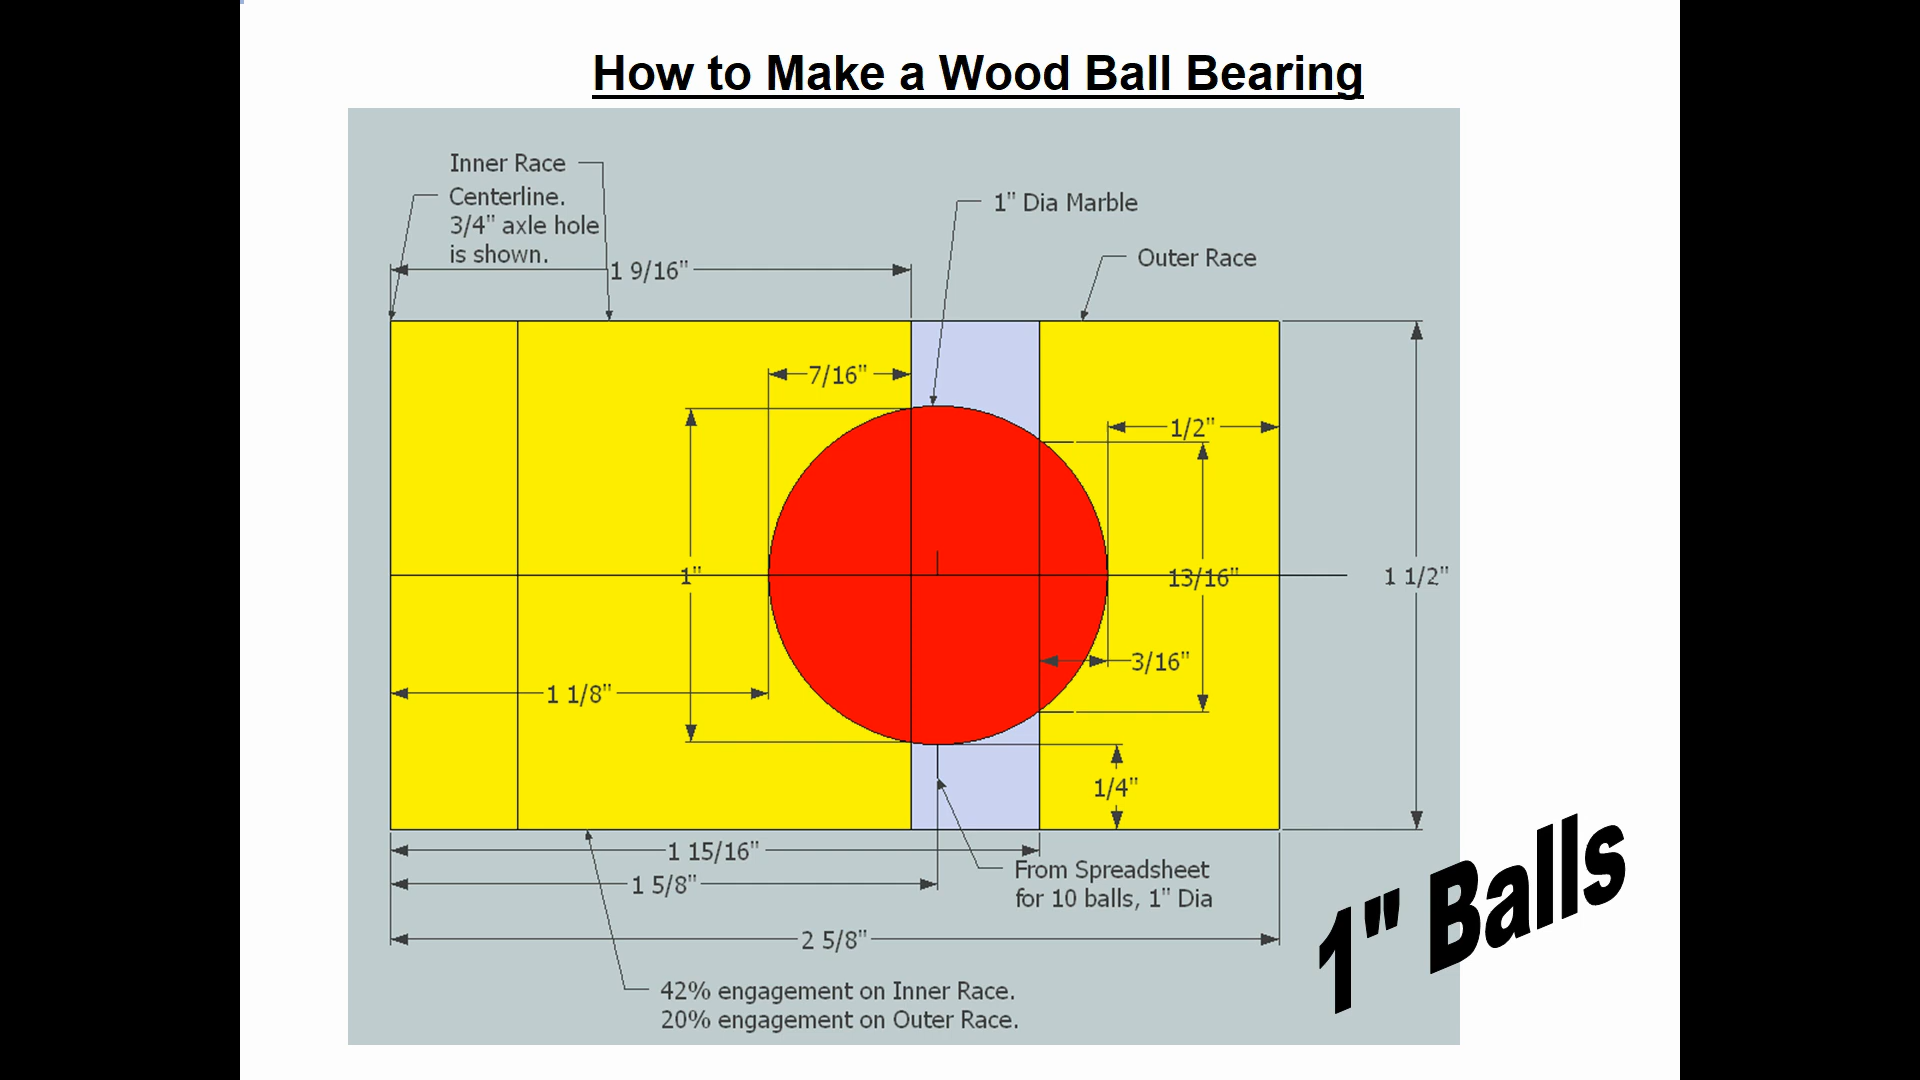 How to Make a Wood Ball Bearing
Inner Race
Centerline.
3/4" axle hole
is shown.
1" Dia Marble
Outer Race
1 9/16"
7/16"
1/2"
1"
13/16"
1 1/2"
3/16"
1 1/8"
1/4"
1 15/16"
1 5/8"
From Spreadsheet
for 10 balls, 1" Dia
2 5/8"
1" Balls
42% engagement on Inner Race.
20% engagement on Outer Race.